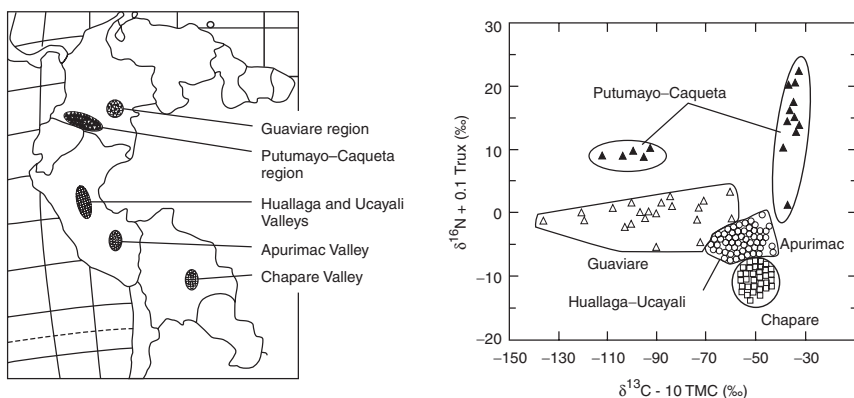 Guaviare region
Putumayo–Caqueta
region
Huallaga and Ucayali
Valleys
Apurimac Valley
Chapare Valley
δ¹⁶N + 0.1 Trux (‰)
30
20
10
0
−10
−20
Putumayo–Caqueta
Guaviare
Apurimac
Huallaga–Ucayali
Chapare
−150 −130 −110 −90 −70 −50 −30
δ¹³C - 10 TMC (‰)